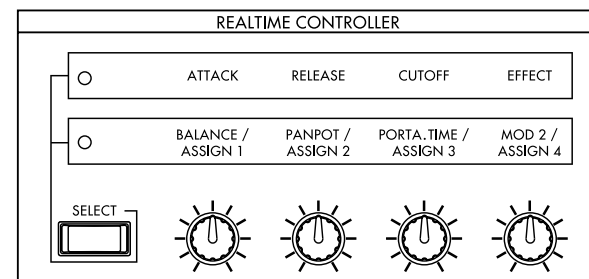 REALTIME CONTROLLER
ATTACK RELEASE CUTOFF EFFECT
BALANCE / PANPOT / PORTA.TIME / MOD 2 /
ASSIGN 1 ASSIGN 2 ASSIGN 3 ASSIGN 4
SELECT